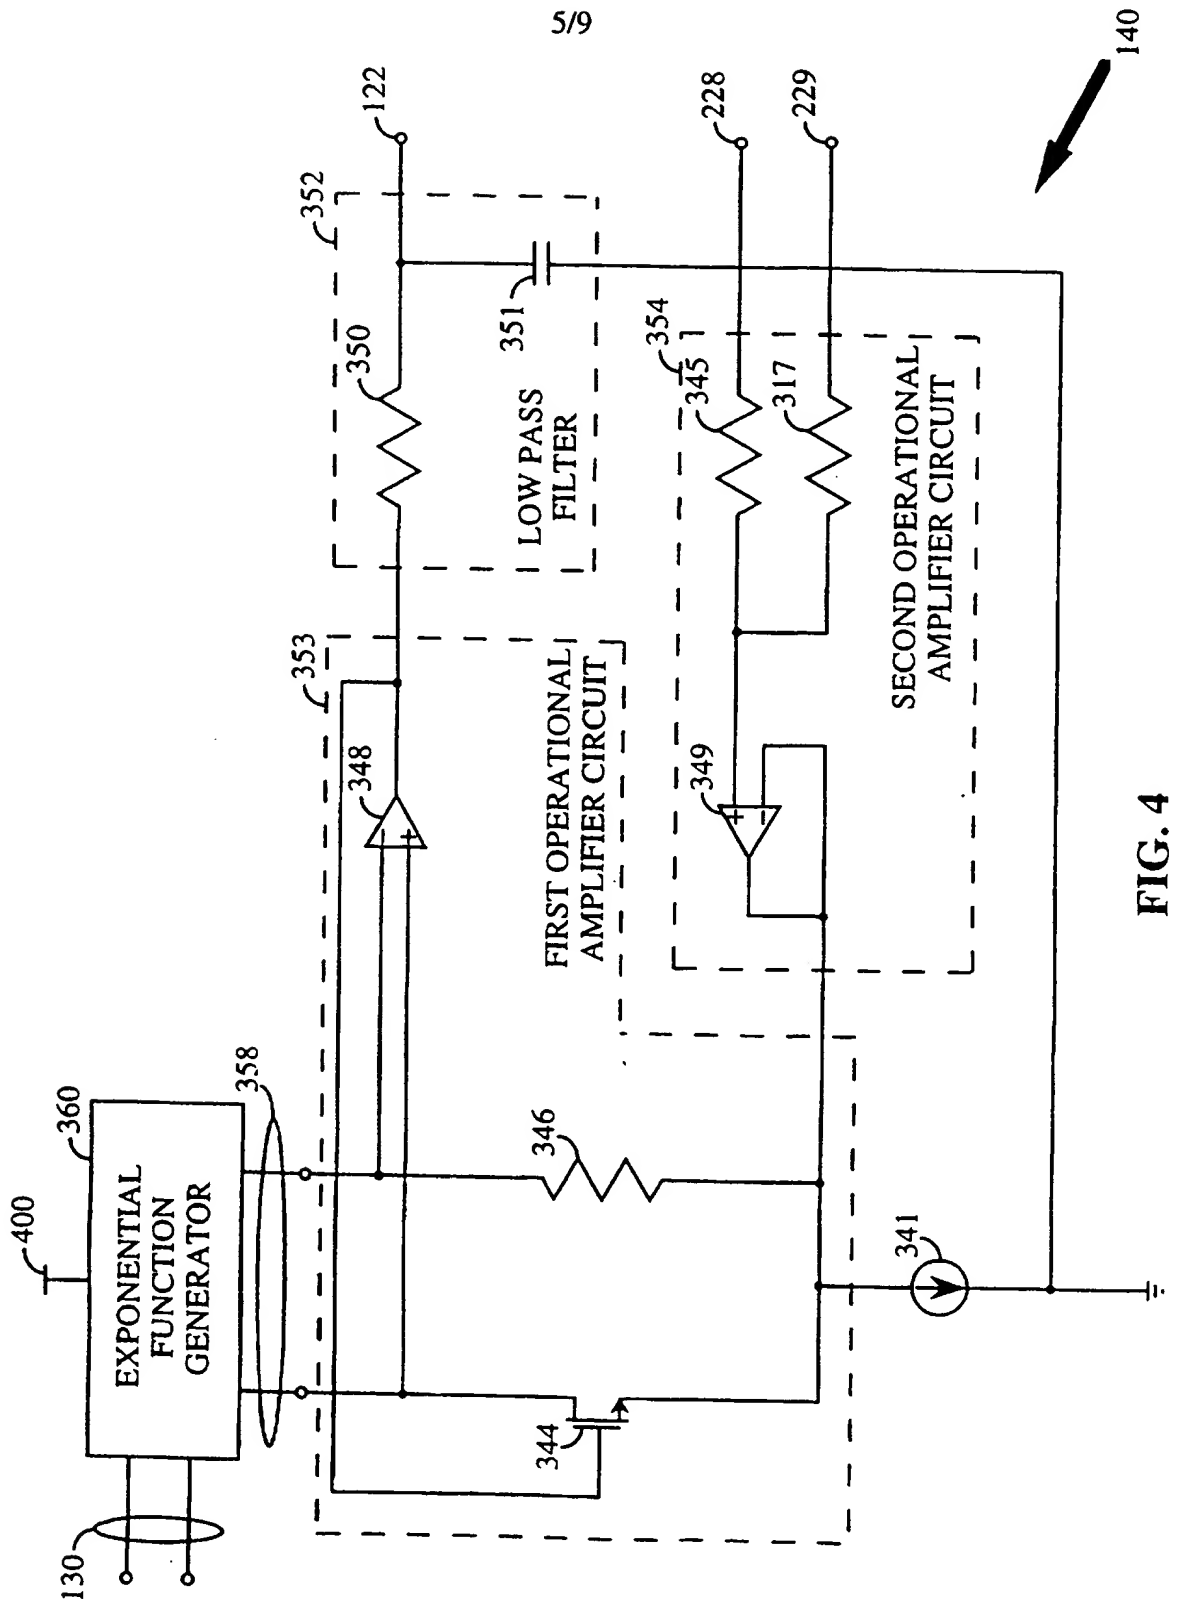 5/9
140
400
360
EXPONENTIAL
FUNCTION
GENERATOR
130
358
353
348
FIRST OPERATIONAL
AMPLIFIER CIRCUIT
344
346
341
352
350
351
LOW PASS
FILTER
122
354
345
317
349
SECOND OPERATIONAL
AMPLIFIER CIRCUIT
228
229
− +
+ −
FIG. 4